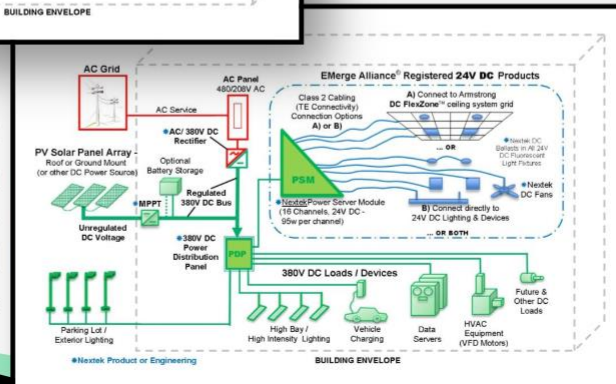 BUILDING ENVELOPE
AC Grid
AC Panel
480/208V AC
AC Service
AC/ 380V DC
Rectifier
PV Solar Panel Array -
Roof or Ground Mount
(or other DC Power Source)
Optional
Battery Storage
MPPT
Regulated
380V DC Bus
Unregulated
DC Voltage
380V DC
Power
Distribution
Panel
PDP
EMerge Alliance® Registered 24V DC Products
Class 2 Cabling
(TE Connectivity)
Connection Options
A) or B)
A) Connect to Armstrong
DC FlexZone™ ceiling system grid
... OR
Nextek DC
Ballasts in All 24V
DC Fluorescent
Light Fixtures
PSM
Nextek Power Server Module
(16 Channels, 24V DC -
95w per channel)
Nextek
DC Fans
B) Connect directly to
24V DC Lighting & Devices
... OR BOTH
380V DC Loads / Devices
Parking Lot /
Exterior Lighting
High Bay /
High Intensity Lighting
Vehicle
Charging
Data
Servers
HVAC
Equipment
(VFD Motors)
Future &
Other DC
Loads
Nextek Product or Engineering
BUILDING ENVELOPE